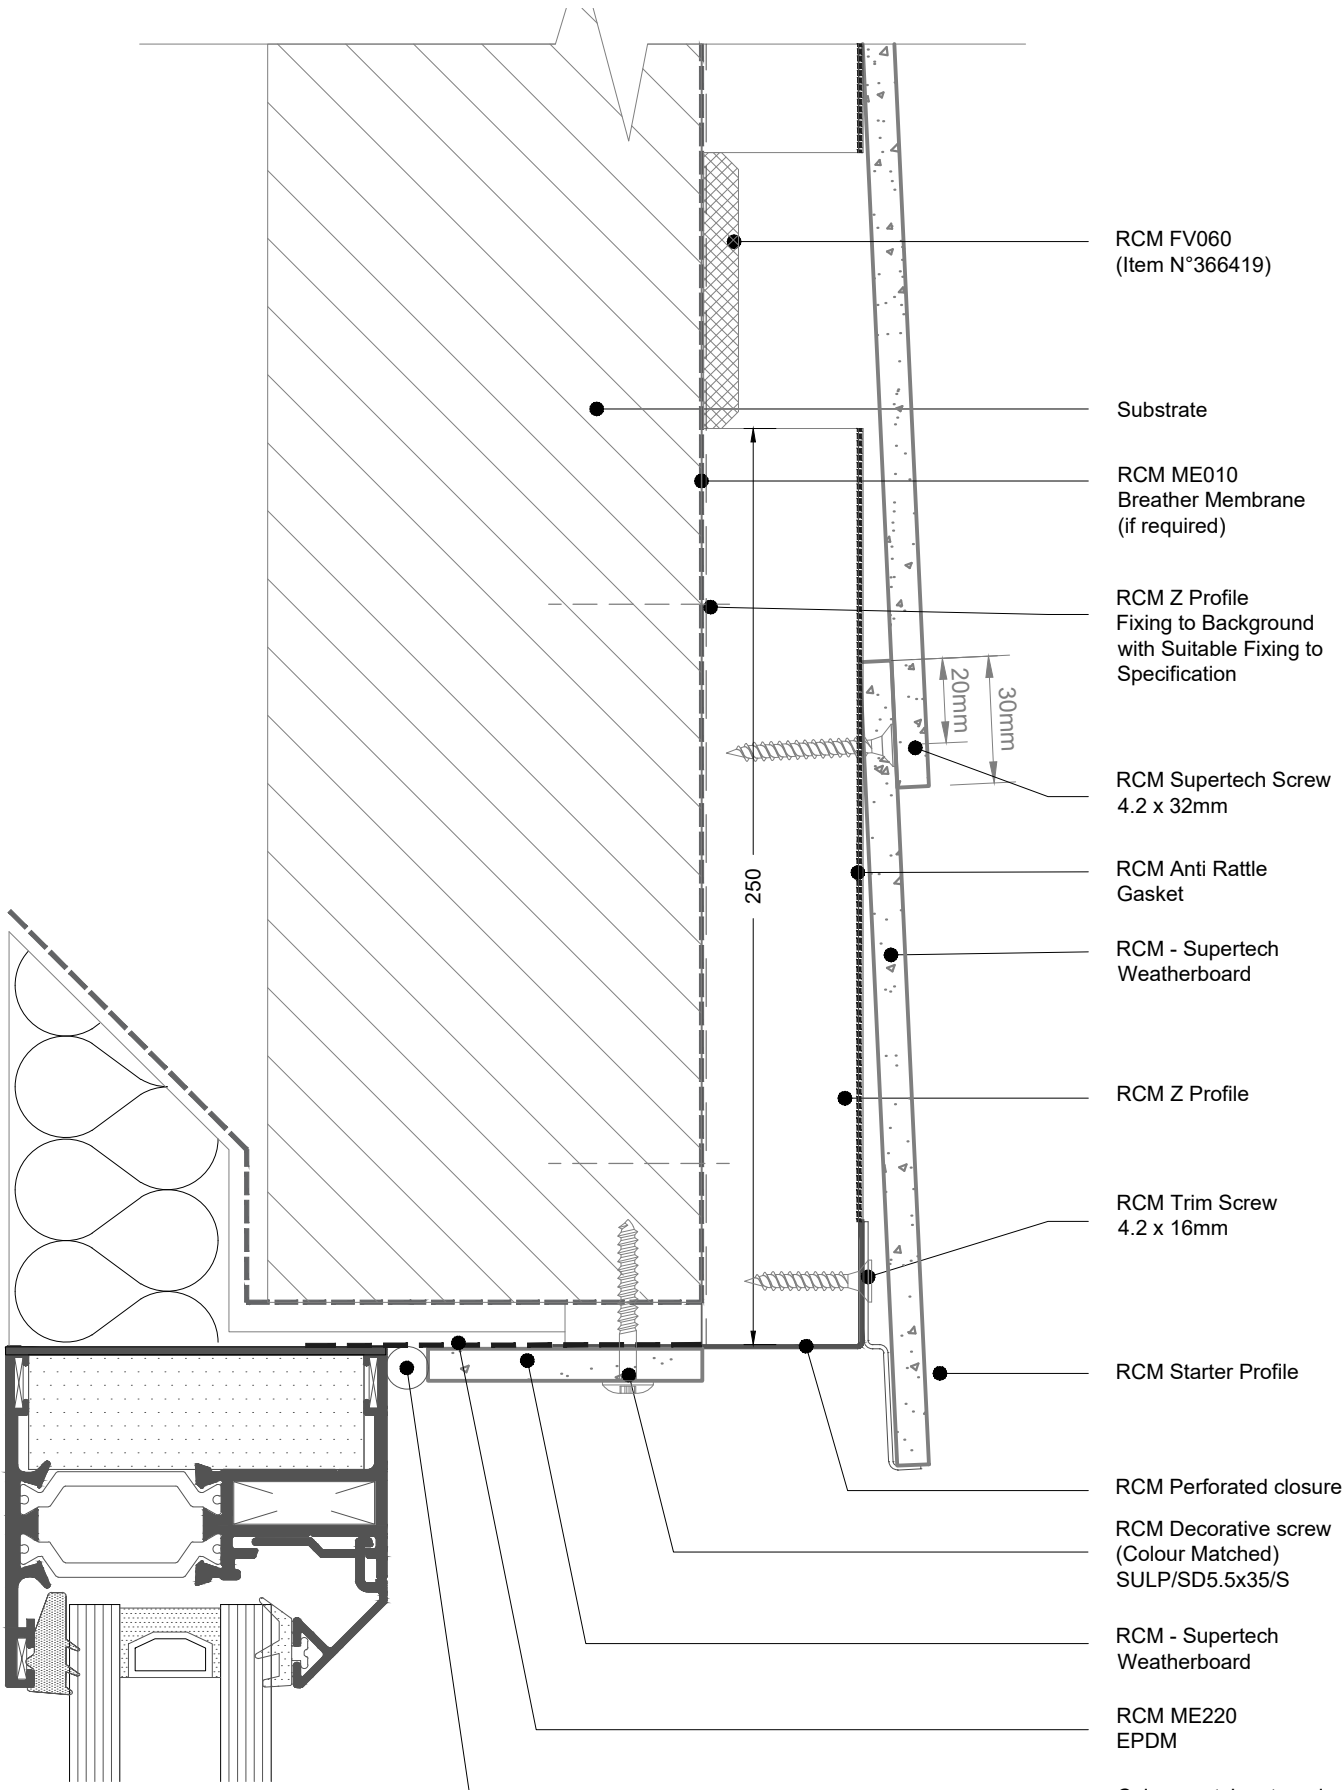 RCM FV060
(Item N°366419)
Substrate
RCM ME010
Breather Membrane
(if required)
RCM Z Profile
Fixing to Background
with Suitable Fixing to
Specification
20mm
30mm
RCM Supertech Screw
4.2 x 32mm
250
RCM Anti Rattle
Gasket
RCM - Supertech
Weatherboard
RCM Z Profile
RCM Trim Screw
4.2 x 16mm
RCM Starter Profile
RCM Perforated closure
RCM Decorative screw
(Colour Matched)
SULP/SD5.5x35/S
RCM - Supertech
Weatherboard
RCM ME220
EPDM